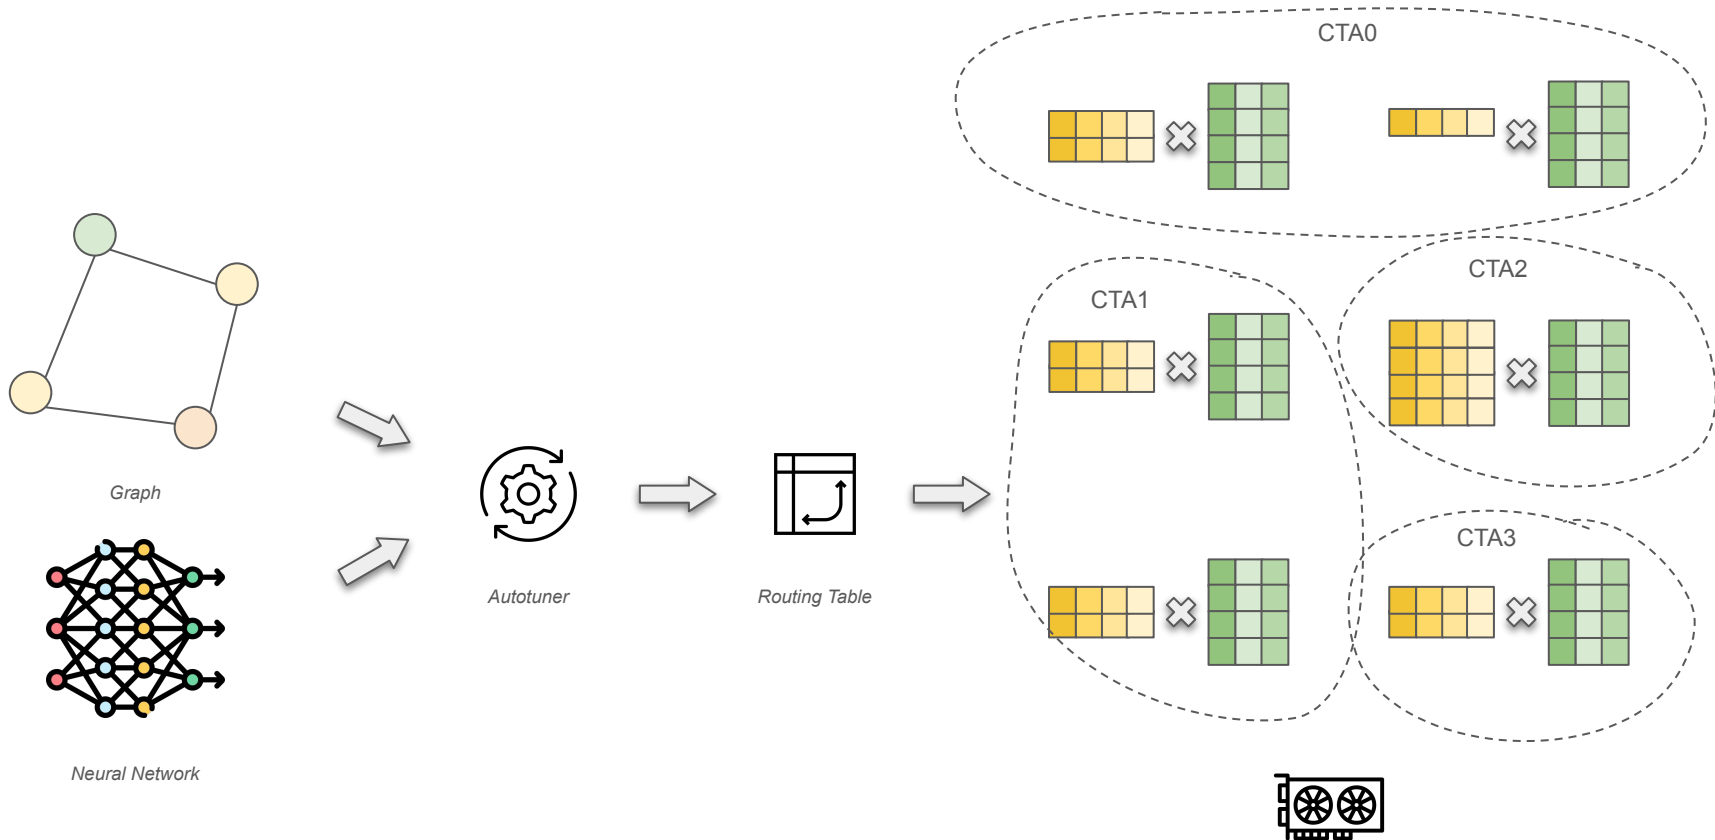 CTA0
CTA1
CTA2
Graph
Autotuner
Routing Table
CTA3
Neural Network